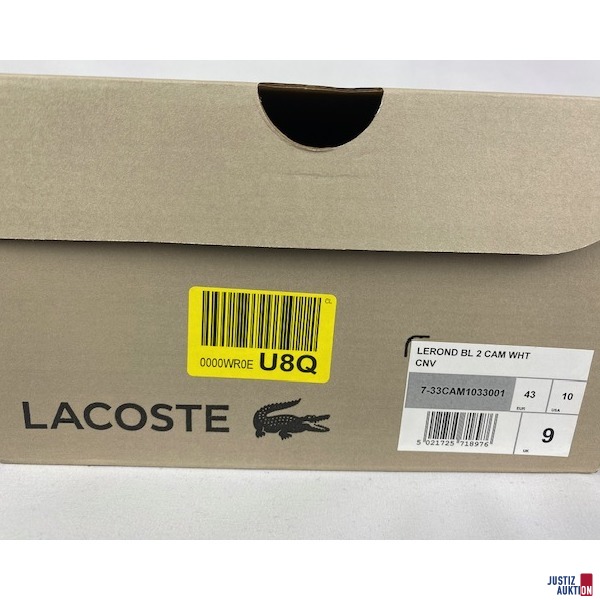 CL
0000WR0E U8Q
LACOSTE
LEROND BL 2 CAM WHT
CNV
7-33CAM1033001
43
EUR
10
USA
5 021725 718976
9
UK
JUSTIZ
AUKTION